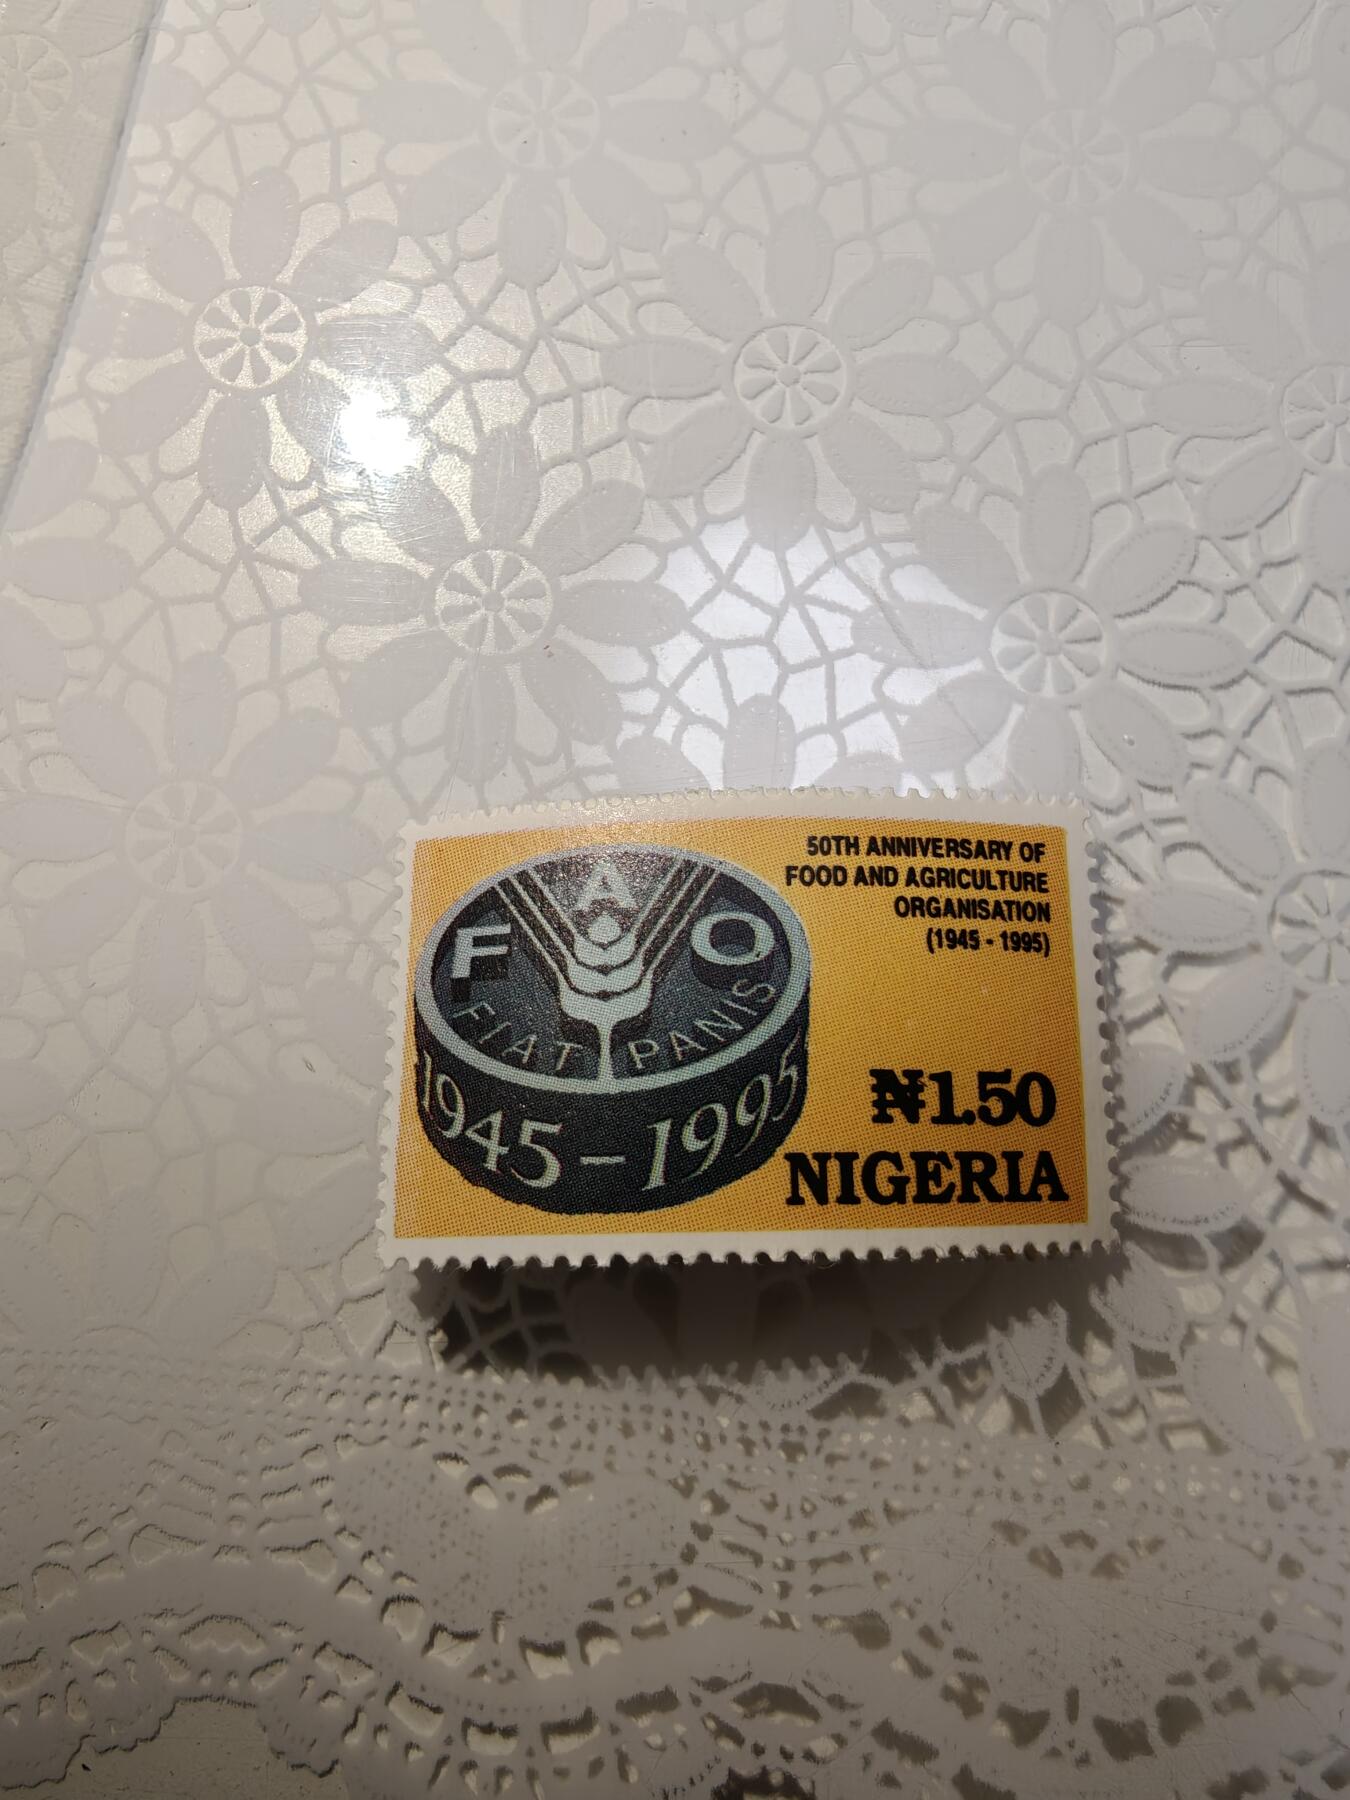 50TH ANNIVERSARY OF
FOOD AND AGRICULTURE
ORGANISATION
(1945 - 1995)
F A O
FIAT PANIS
1945 - 1995
₦1.50
NIGERIA